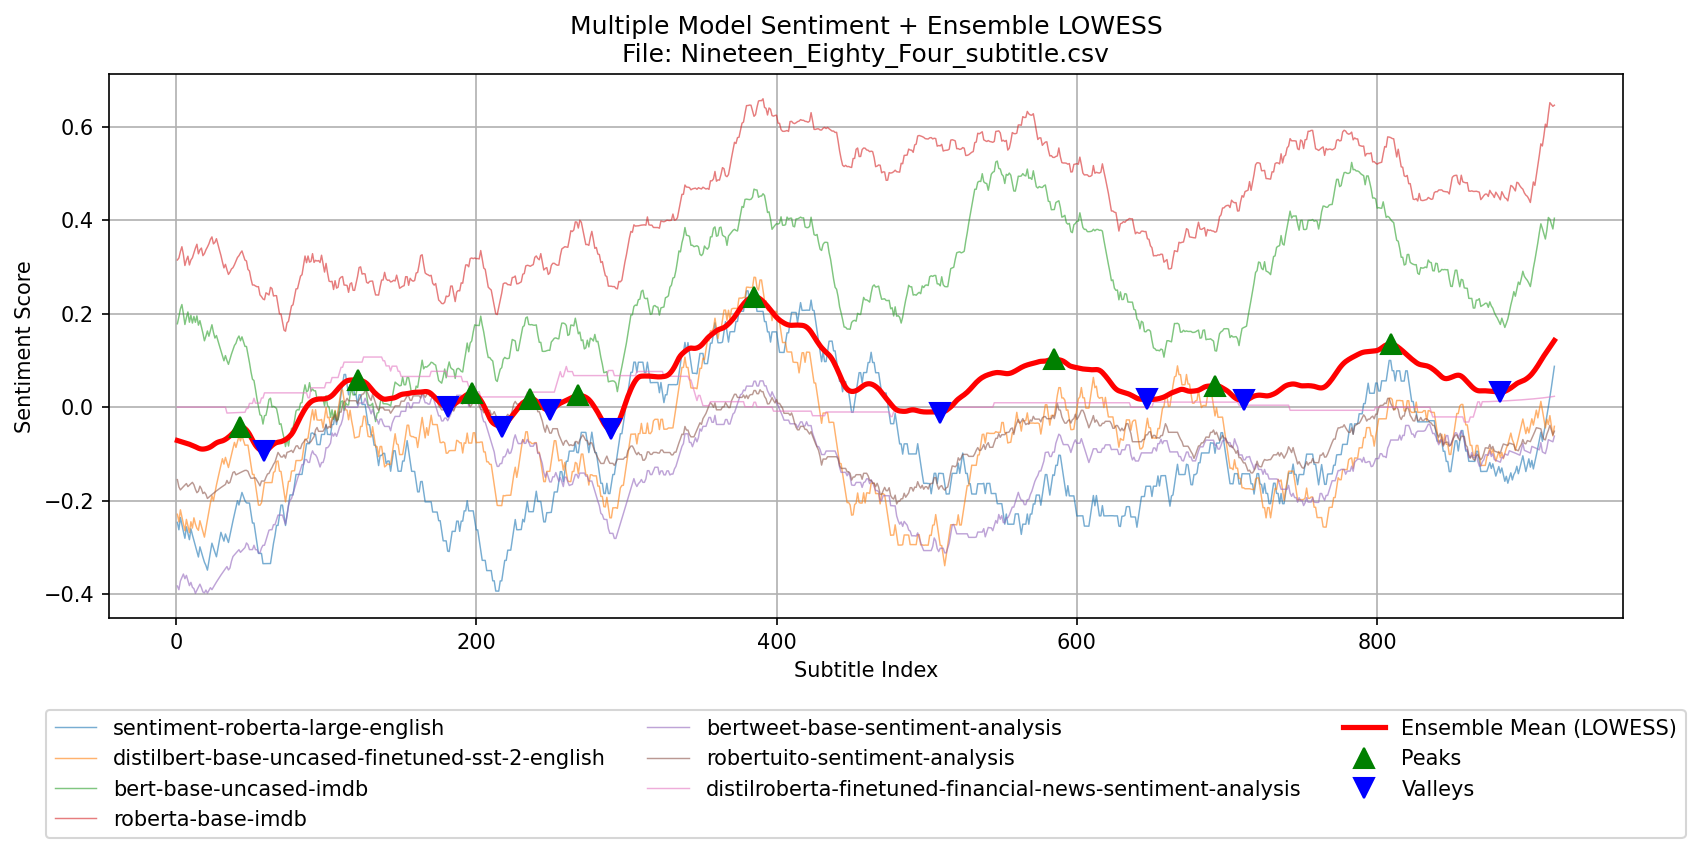 Multiple Model Sentiment + Ensemble LOWESS
File: Nineteen_Eighty_Four_subtitle.csv
Sentiment Score
0.6
0.4
0.2
0.0
−0.2
−0.4
0 200 400 600 800
Subtitle Index
sentiment-roberta-large-english
distilbert-base-uncased-finetuned-sst-2-english
bert-base-uncased-imdb
roberta-base-imdb
bertweet-base-sentiment-analysis
robertuito-sentiment-analysis
distilroberta-finetuned-financial-news-sentiment-analysis
Ensemble Mean (LOWESS)
Peaks
Valleys